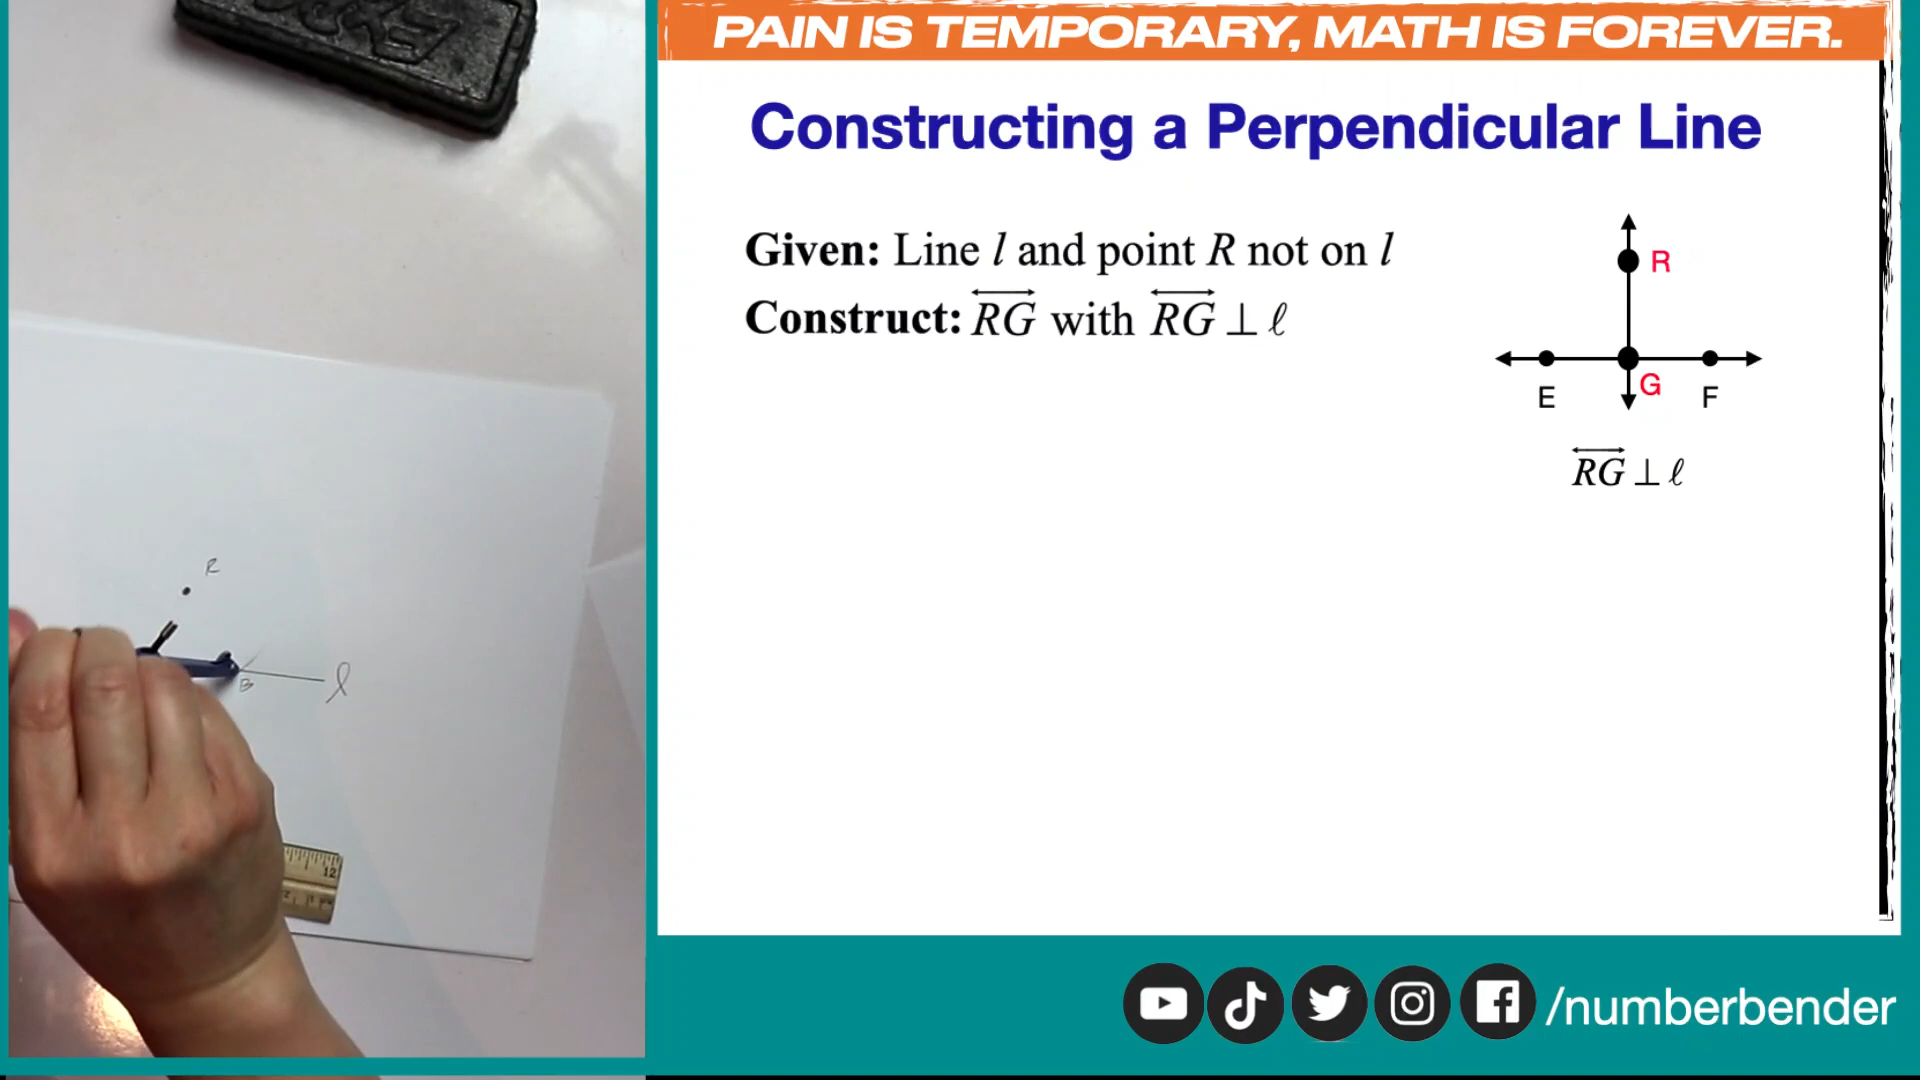 PAIN IS TEMPORARY, MATH IS FOREVER.
Constructing a Perpendicular Line
Given: Line l and point R not on l
Construct: RG with RG ⊥ ℓ
R
G
E
F
RG ⊥ ℓ
R
B
l
12
/numberbender